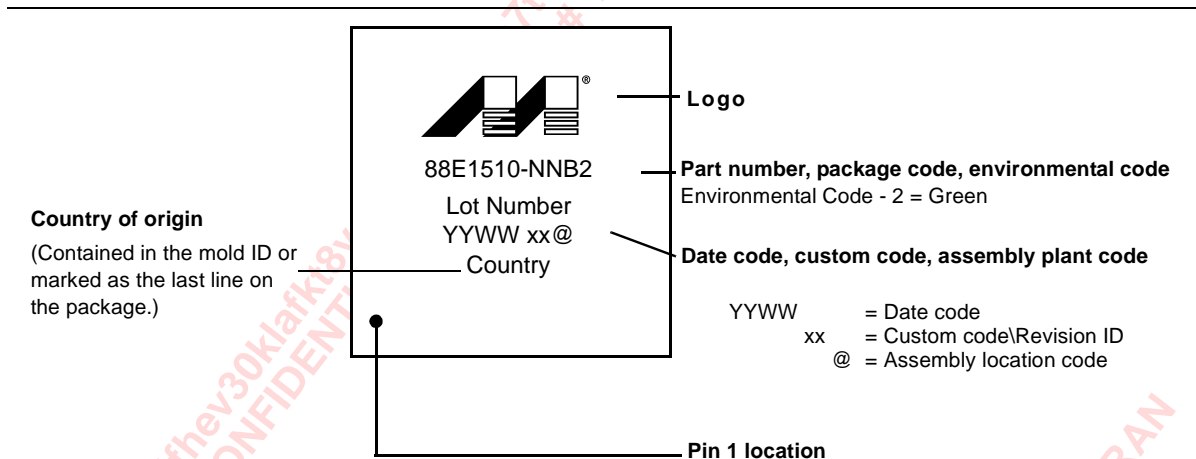 ®
Logo
88E1510-NNB2
Part number, package code, environmental code
Environmental Code - 2 = Green
Lot Number
YYWW xx@
Country
Country of origin
(Contained in the mold ID or
marked as the last line on
the package.)
Date code, custom code, assembly plant code
YYWW = Date code
xx = Custom code\Revision ID
@ = Assembly location code
Pin 1 location